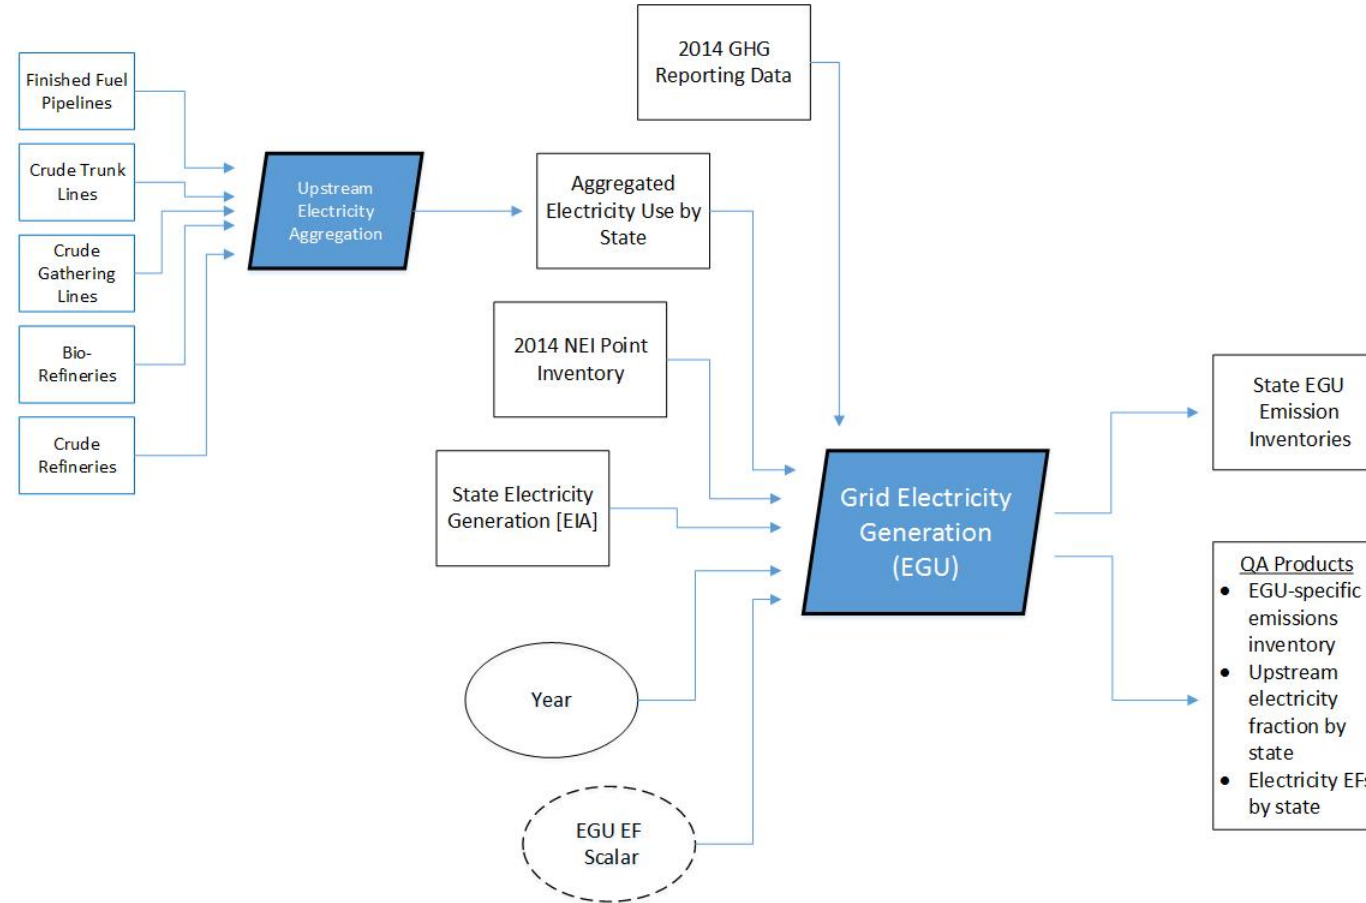 Finished Fuel
Pipelines
Crude Trunk
Lines
Crude
Gathering
Lines
Bio-
Refineries
Crude
Refineries
Upstream
Electricity
Aggregation
2014 GHG
Reporting Data
Aggregated
Electricity Use by
State
2014 NEI Point
Inventory
State Electricity
Generation [EIA]
Year
EGU EF
Scalar
Grid Electricity
Generation
(EGU)
State EGU
Emission
Inventories
QA Products
● EGU-specific
emissions
inventory
● Upstream
electricity
fraction by
state
● Electricity EFs
by state